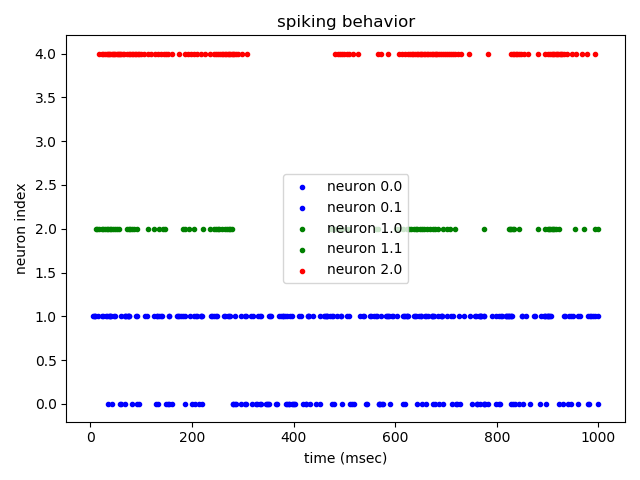 spiking behavior
4.0
3.5
3.0
2.5
2.0
1.5
1.0
0.5
0.0
neuron index
neuron 0.0
neuron 0.1
neuron 1.0
neuron 1.1
neuron 2.0
0 200 400 600 800 1000
time (msec)